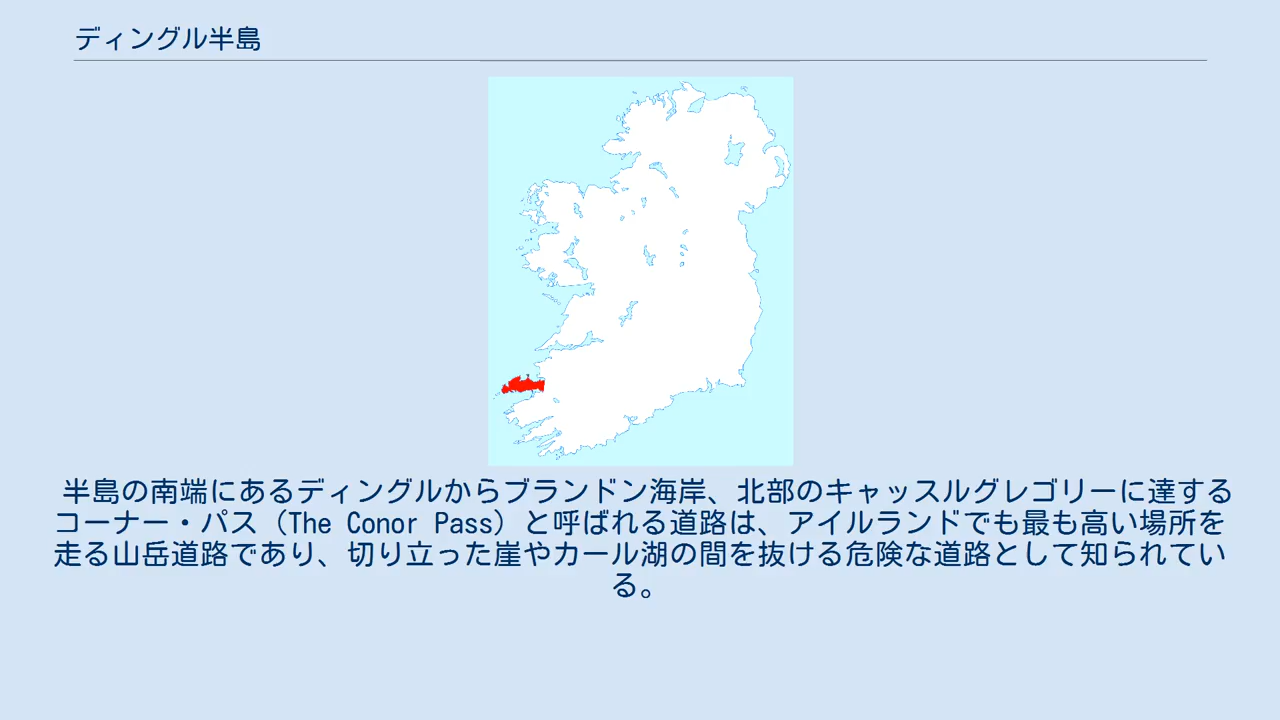 ディングル半島
半島の南端にあるディングルからブランドン海岸、北部のキャッスルグレゴリーに達する
コーナー・パス（The Conor Pass）と呼ばれる道路は、アイルランドでも最も高い場所を
走る山岳道路であり、切り立った崖やカール湖の間を抜ける危険な道路として知られてい
る。